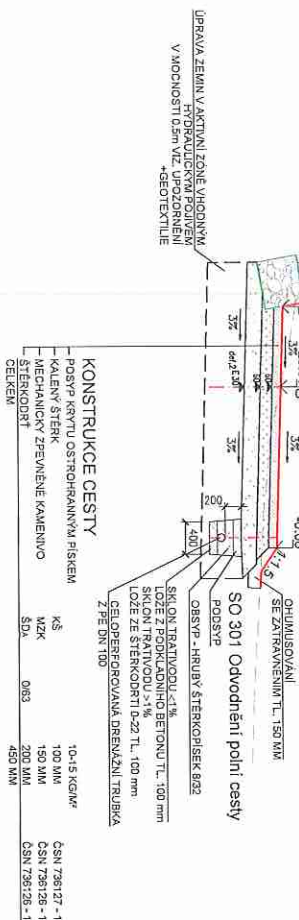 ÚPRAVA ZEMIN V AKTIVNÍ ZÓNĚ VHODNÝM
HYDRAULICKÝM POJIVEM
V MOCNOSTI 0,5m VIZ. UPOZORNĚNÍ
+GEOTEXTILIE
3%
3%
3%
3%
1:1.5
200
400
OHUMUSOVÁNÍ
SE ZATRAVNĚNÍM TL. 150 MM
SO 301 Odvodnění polní cesty
PODSYP
OBSYP - HRUBÝ ŠTĚRKOPÍSEK 8/32
SKLON TRATIVODU <1%
LOŽE Z PODKLADNÍHO BETONU TL. 100 mm
SKLON TRATIVODU >1%
LOŽE ZE ŠTĚRKODRTI 0-22 TL. 100 mm
CELOPERFOROVANÁ DRENÁŽNÍ TRUBKA
Z PE DN 100
KONSTRUKCE CESTY
POSYP KRYTU OSTROHRANNÝM PÍSKEM 10-15 KG/M²
KALENÝ ŠTĚRK KŠ 100 MM ČSN 736127 - 1
MECHANICKY ZPEVNĚNÉ KAMENIVO MZK 150 MM ČSN 736126 - 1
ŠTĚRKODRŤ ŠDA 0/63 200 MM ČSN 736126 - 1
CELKEM 450 MM